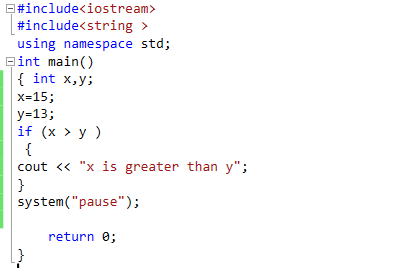 #include<iostream>
#include<string >
using namespace std;
int main()
{ int x,y;
x=15;
y=13;
if (x > y )
{
cout << "x is greater than y";
}
system("pause");
return 0;
}